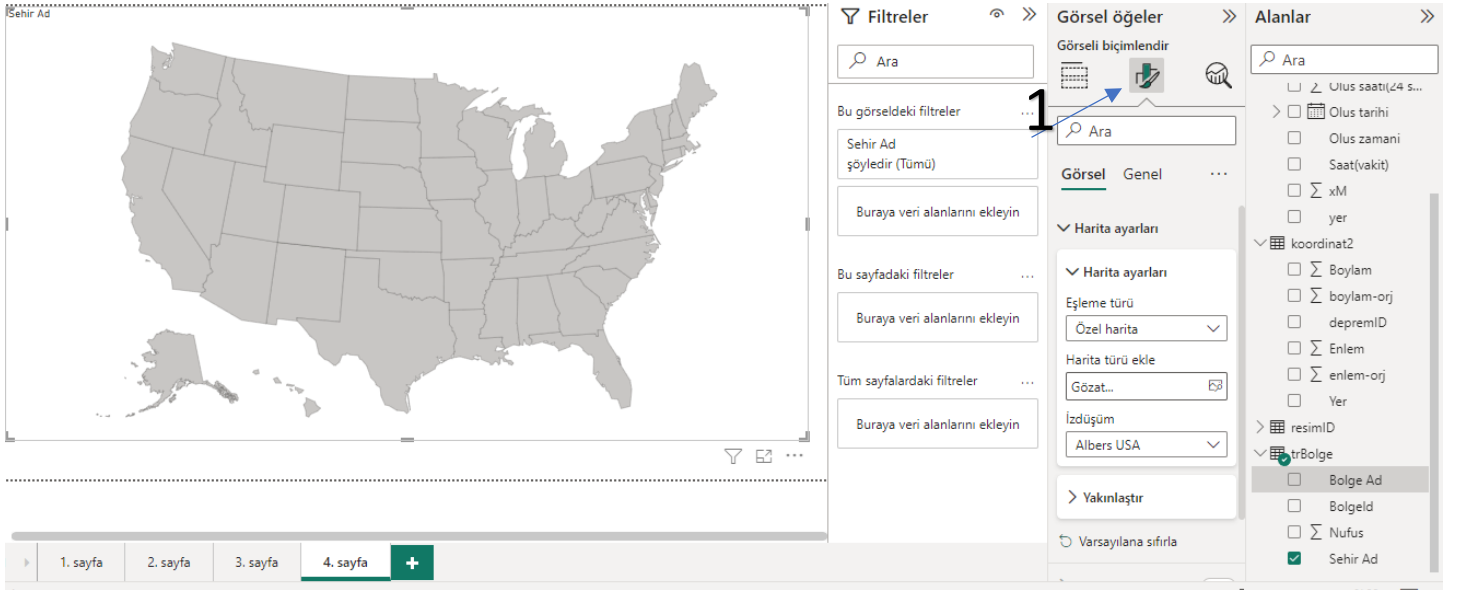 Sehir Ad
Filtreler
Ara
Bu görseldeki filtreler
...
Sehir Ad
şöyledir (Tümü)
Buraya veri alanlarını ekleyin
Bu sayfadaki filtreler
...
Buraya veri alanlarını ekleyin
Tüm sayfalardaki filtreler
...
Buraya veri alanlarını ekleyin
1
Görsel öğeler
Görseli biçimlendir
Ara
Görsel Genel ...
Harita ayarları
Harita ayarları
Eşleme türü
Özel harita
Harita türü ekle
Gözat...
İzdüşüm
Albers USA
Yakınlaştır
Varsayılana sıfırla
Alanlar
Ara
∑ Olus saati(24 s...
Olus tarihi
Olus zamani
Saat(vakit)
∑ xM
yer
koordinat2
∑ Boylam
∑ boylam-orj
depremID
∑ Enlem
∑ enlem-orj
Yer
resimID
trBolge
Bolge Ad
BolgeId
∑ Nufus
Sehir Ad
1. sayfa 2. sayfa 3. sayfa 4. sayfa +